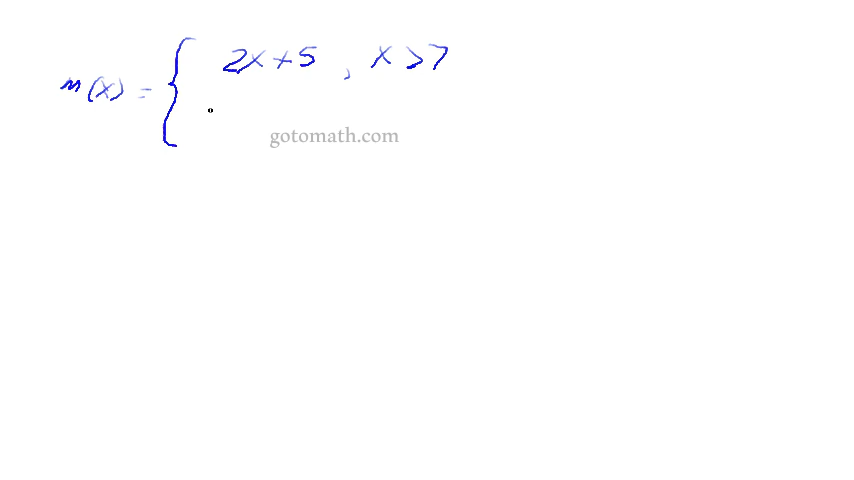 m(x) = { 2x+5 , x>7
gotomath.com